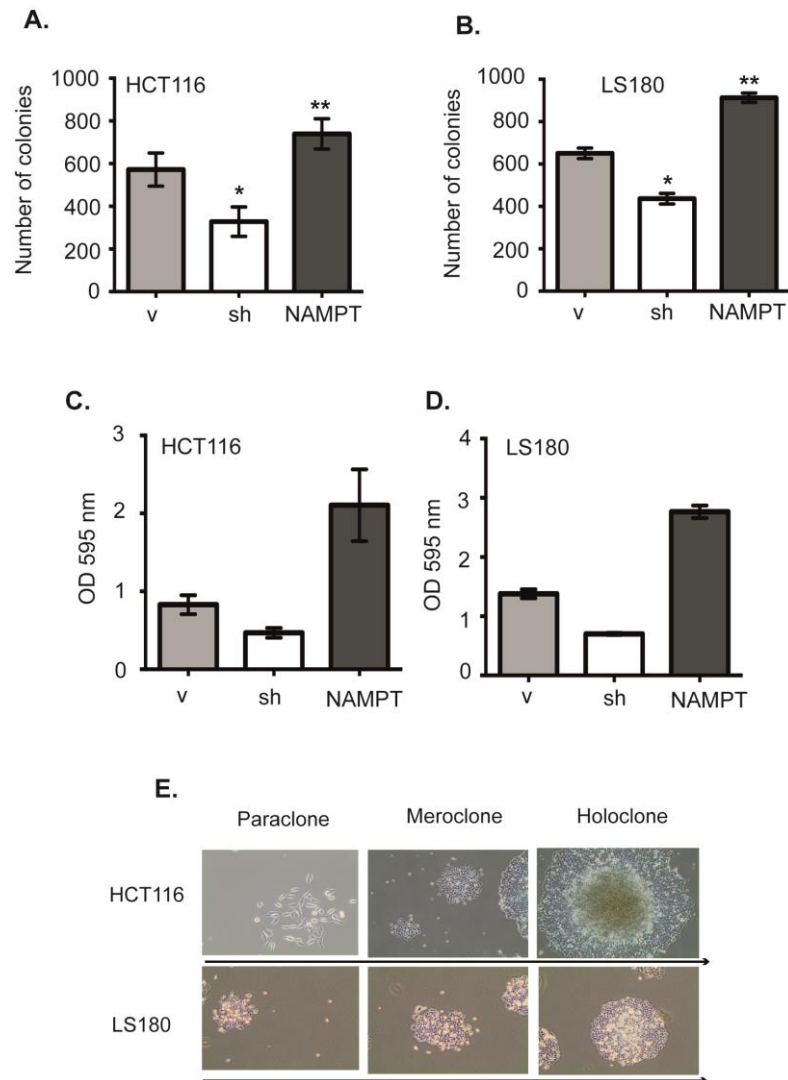 A.
HCT116
Number of colonies
1000
800
600
400
200
0
*
**
v sh NAMPT
B.
LS180
Number of colonies
1000
800
600
400
200
0
*
**
v sh NAMPT
C.
HCT116
OD 595 nm
3
2
1
0
v sh NAMPT
D.
LS180
OD 595 nm
4
3
2
1
0
v sh NAMPT
E.
Paraclone Meroclone Holoclone
HCT116
LS180